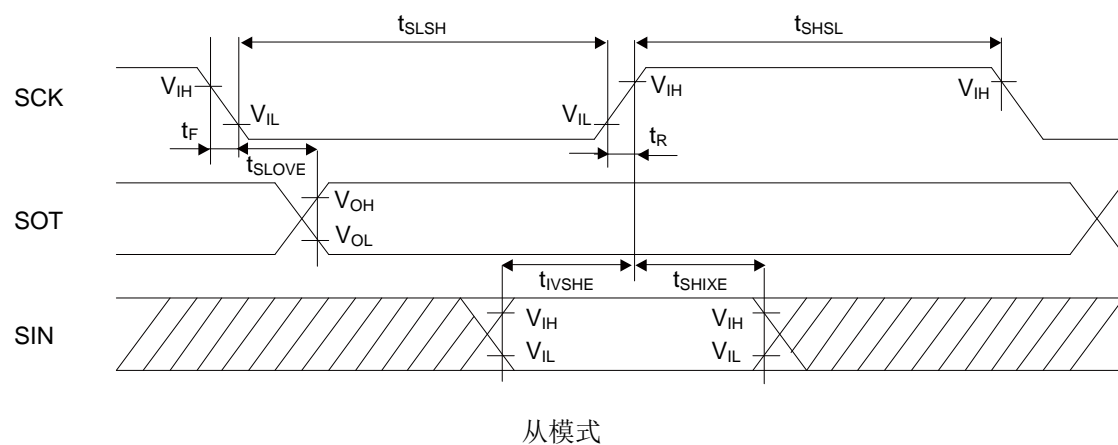 tSLSH
tSHSL
SCK
VIH
VIL
VIL
VIH
VIH
tF
tR
tSLOVE
SOT
VOH
VOL
tIVSHE
tSHIXE
SIN
VIH
VIH
VIL
VIL
从模式